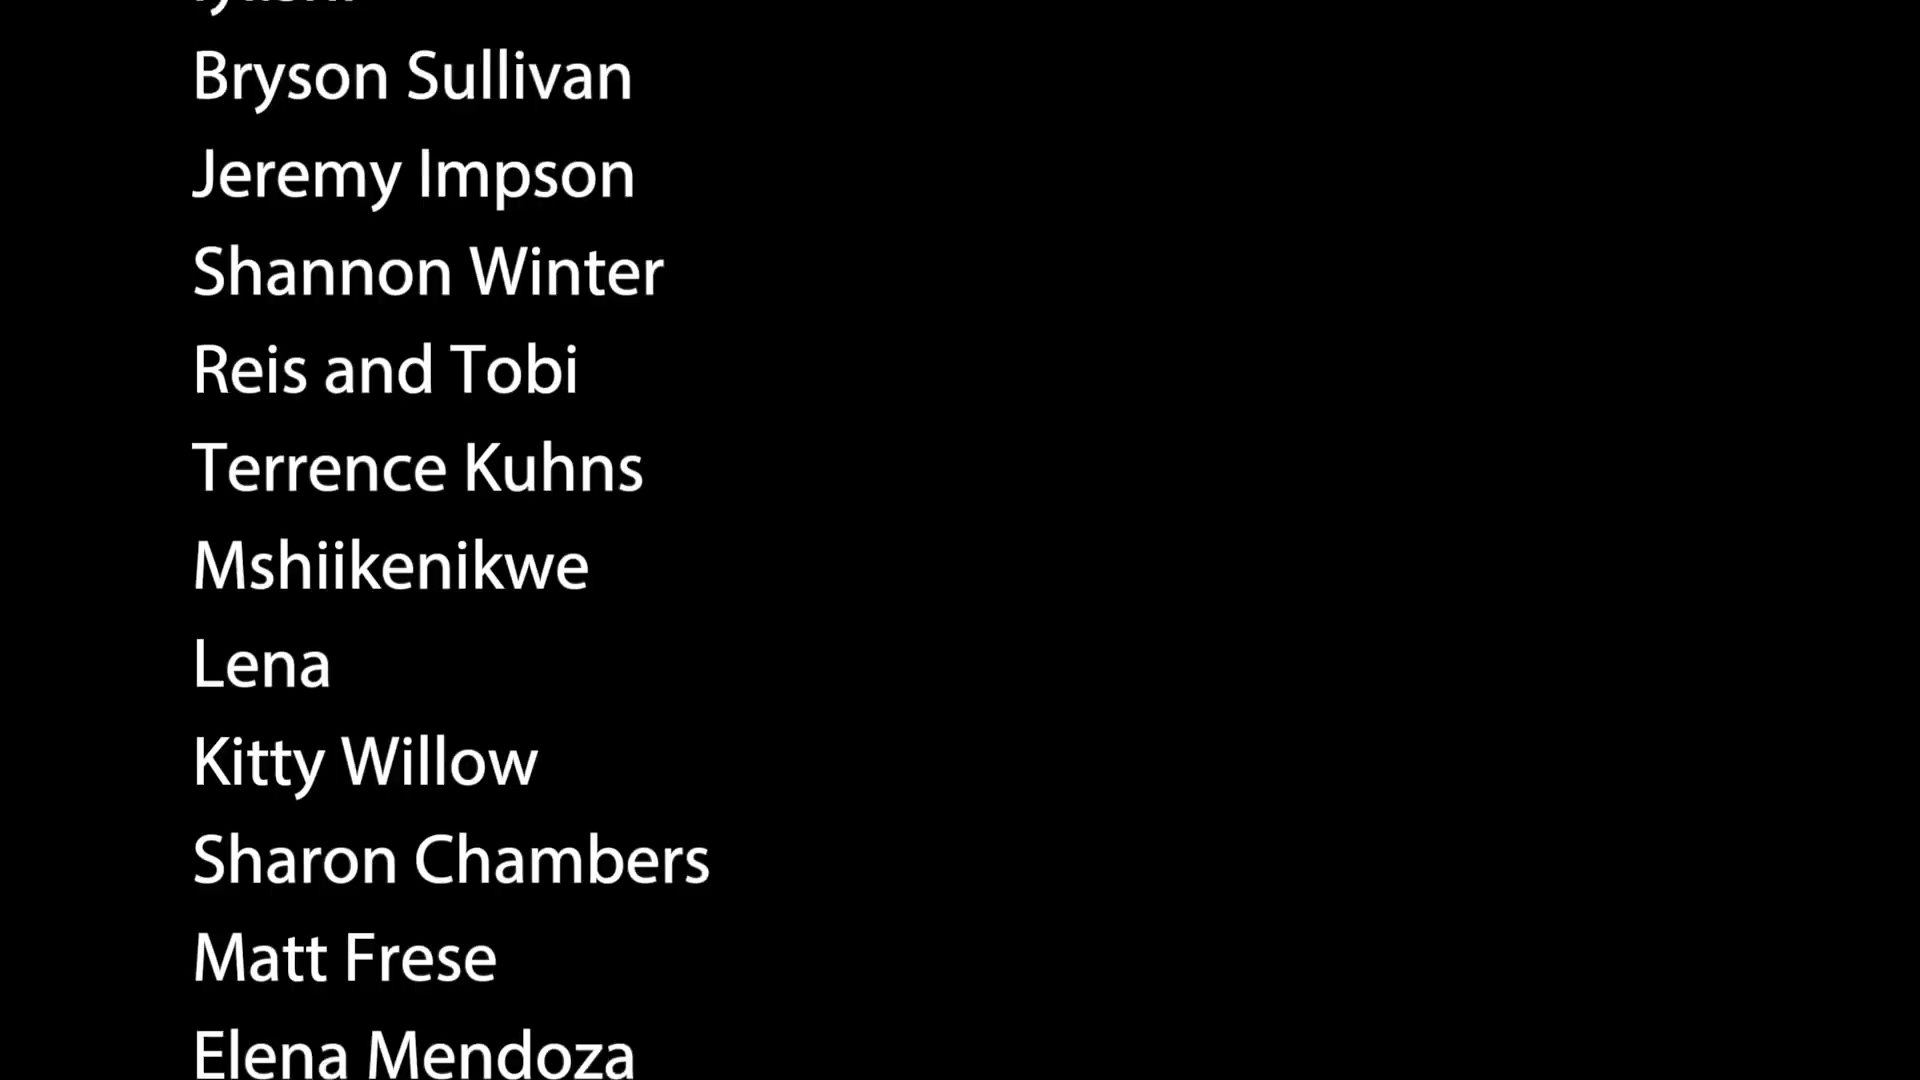 Bryson Sullivan
Jeremy Impson
Shannon Winter
Reis and Tobi
Terrence Kuhns
Mshiikenikwe
Lena
Kitty Willow
Sharon Chambers
Matt Frese
Elena Mendoza